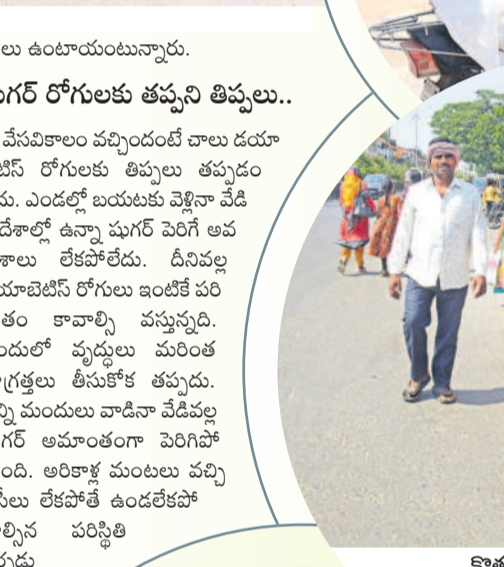 లు ఉంటాయంటున్నారు.
గర్ రోగులకు తప్పని తిప్పలు..
వేసవికాలం వచ్చిందంటే చాలు డయా
టిస్ రోగులకు తిప్పలు తప్పడం
దు. ఎండల్లో బయటకు వెళ్లినా వేడి
దేశాల్లో ఉన్నా షుగర్ పెరిగే అవ
శాలు లేకపోలేదు. దీనివల్ల
యాబెటిస్ రోగులు ఇంటికే పరి
తం కావాల్సి వస్తున్నది.
ందులో వృద్ధులు మరింత
గ్రత్తలు తీసుకోక తప్పదు.
న్ని మందులు వాడినా వేడివల్ల
గర్ అమాంతంగా పెరిగిపో
ంది. అరికాళ్ల మంటలు వచ్చి
సీలు లేకపోతే ఉండలేకపో
ల్సిన పరిస్థితి